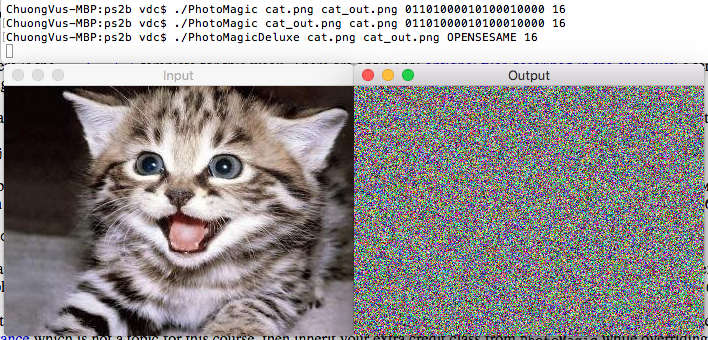 ChuongVus-MBP:ps2b vdc$ ./PhotoMagic cat.png cat_out.png 01101000010100010000 16
ChuongVus-MBP:ps2b vdc$ ./PhotoMagic cat.png cat_out.png 01101000010100010000 16
ChuongVus-MBP:ps2b vdc$ ./PhotoMagicDeluxe cat.png cat_out.png OPENSESAME 16
Input
Output
which is not a topic for this course, then inherit your extra credit class from PhotoMagic while overriding